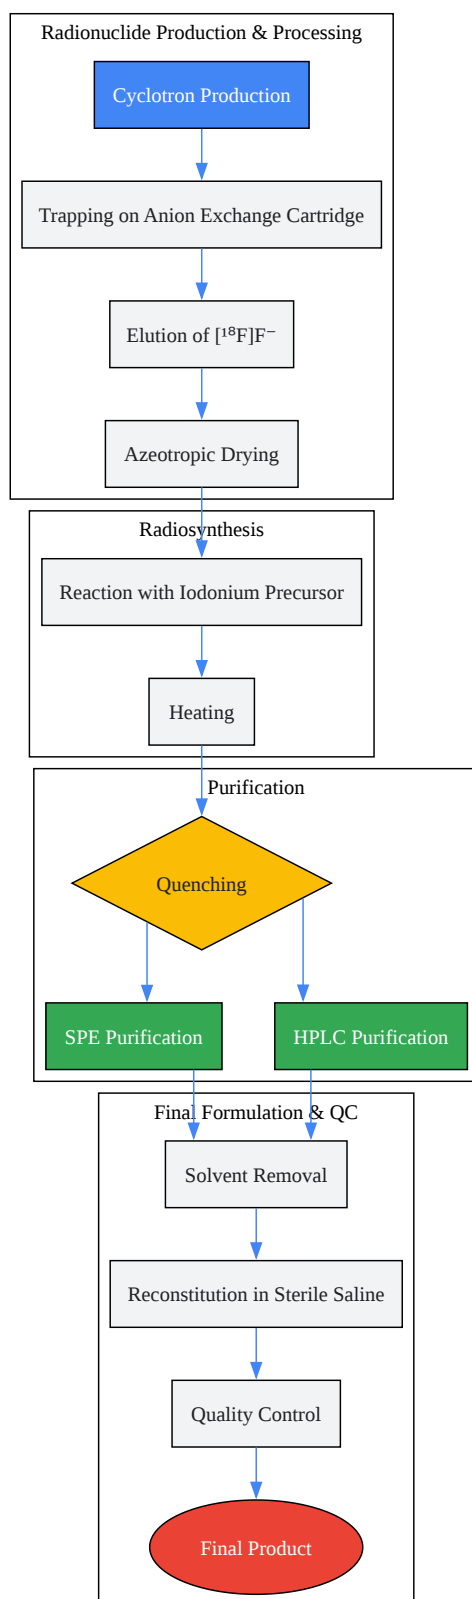 Radionuclide Production & Processing
Cyclotron Production
Trapping on Anion Exchange Cartridge
Elution of [¹⁸F]F⁻
Azeotropic Drying
Radiosynthesis
Reaction with Iodonium Precursor
Heating
Purification
Quenching
SPE Purification
HPLC Purification
Final Formulation & QC
Solvent Removal
Reconstitution in Sterile Saline
Quality Control
Final Product